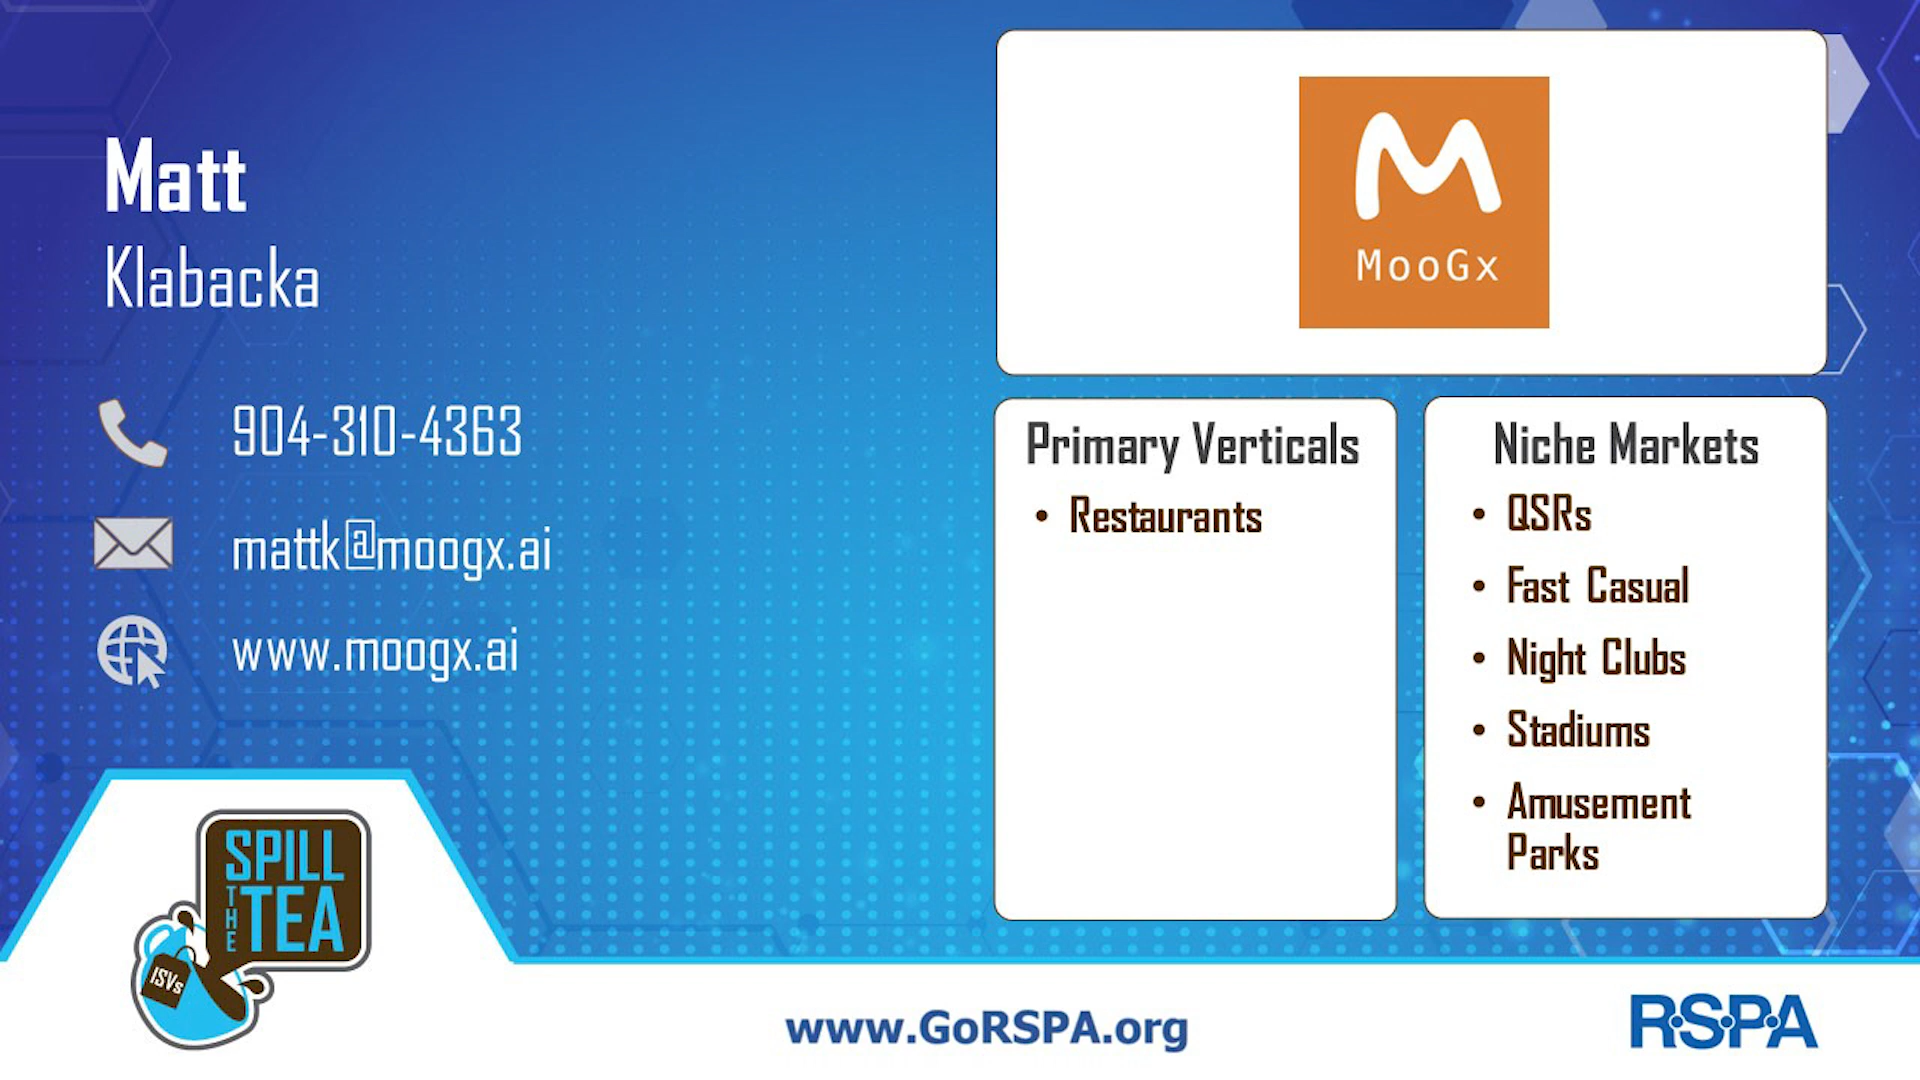 Matt
Klabacka
904-310-4363
mattk@moogx.ai
www.moogx.ai
M
MooGx
Primary Verticals
• Restaurants
Niche Markets
• QSRs
• Fast Casual
• Night Clubs
• Stadiums
• Amusement
Parks
SPILL
THE
TEA
ISVs
www.GoRSPA.org
R·S·P·A